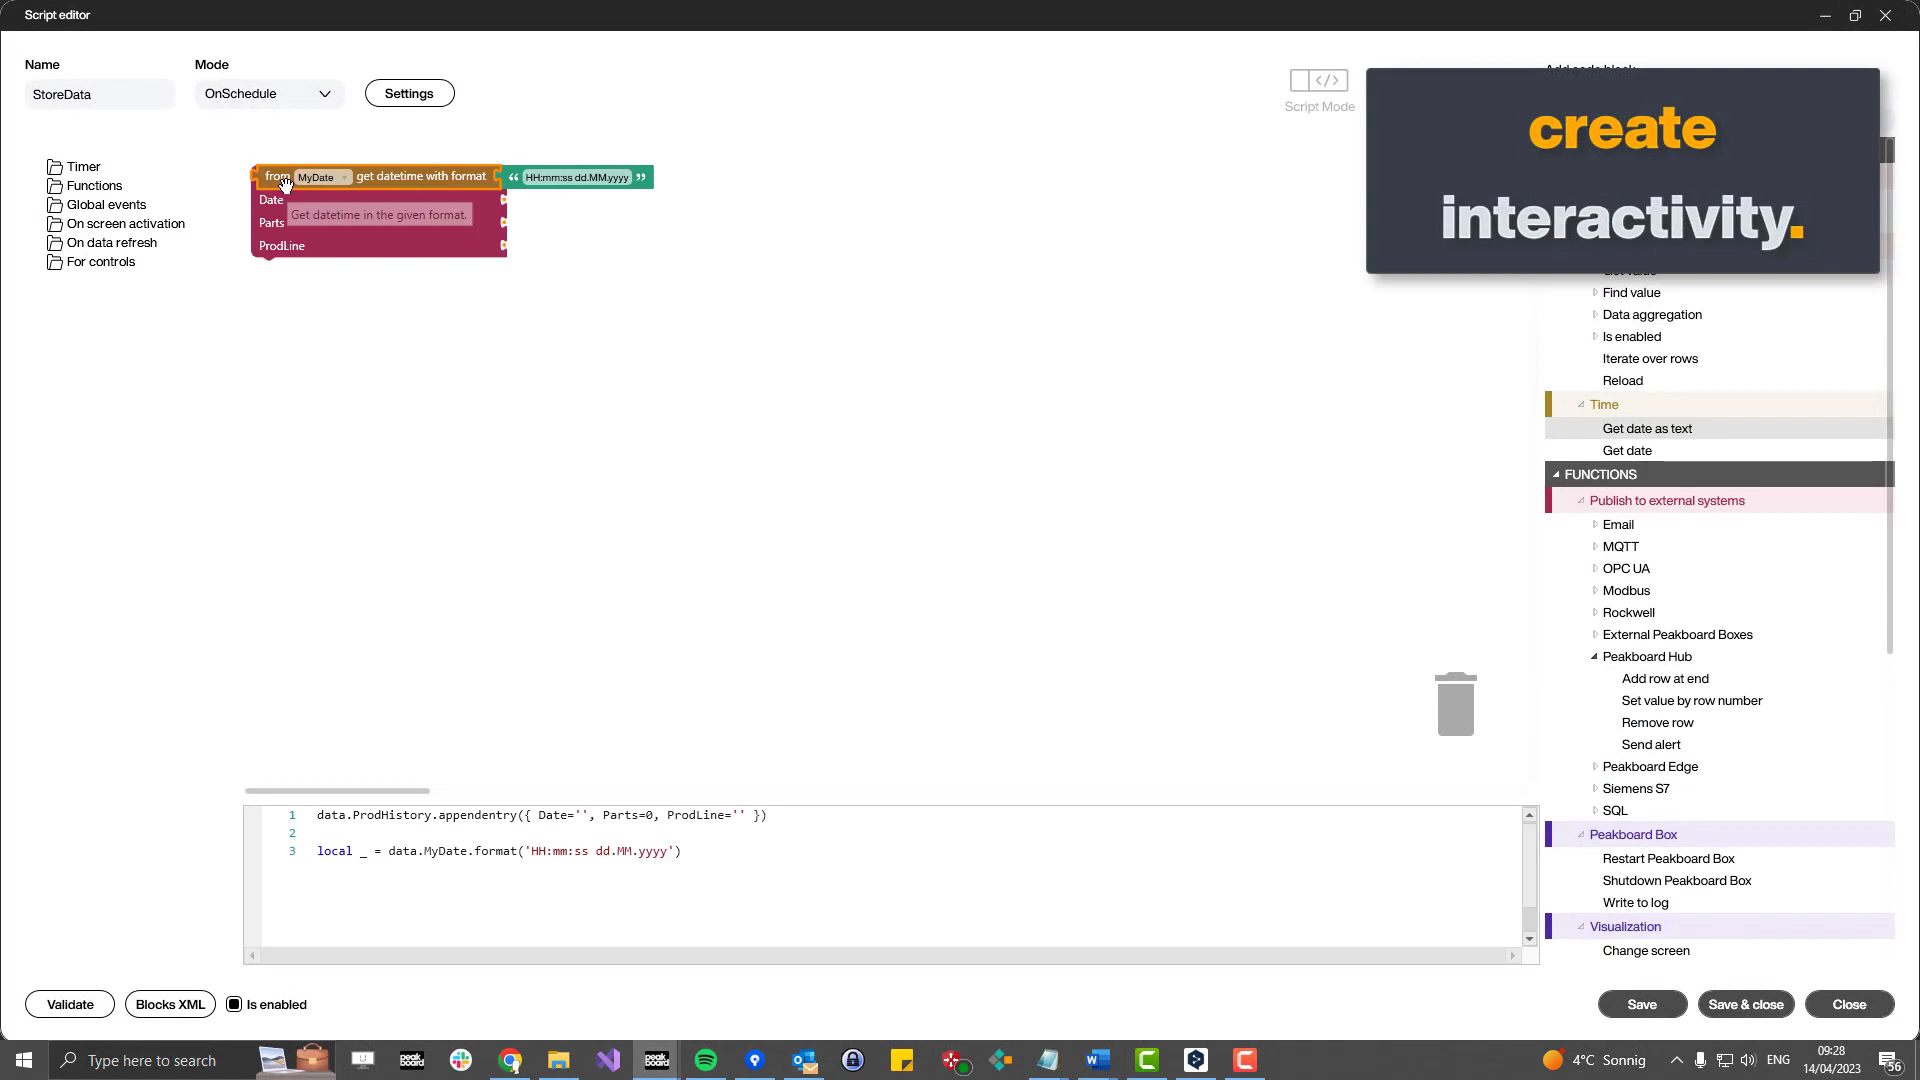 Script editor
Name
Mode
StoreData
OnSchedule
Settings
</>
Script Mode
create
interactivity.
Timer
Functions
Global events
On screen activation
On data refresh
For controls
from MyDate get datetime with format “ HH:mm:ss dd.MM.yyyy ”
Date
Get datetime in the given format.
Parts
ProdLine
Find value
Data aggregation
Is enabled
Iterate over rows
Reload
Time
Get date as text
Get date
FUNCTIONS
Publish to external systems
Email
MQTT
OPC UA
Modbus
Rockwell
External Peakboard Boxes
Peakboard Hub
Add row at end
Set value by row number
Remove row
Send alert
Peakboard Edge
Siemens S7
SQL
Peakboard Box
Restart Peakboard Box
Shutdown Peakboard Box
Write to log
Visualization
Change screen
1 data.ProdHistory.appendentry({ Date='', Parts=0, ProdLine='' })
2
3 local _ = data.MyDate.format('HH:mm:ss dd.MM.yyyy')
Validate
Blocks XML
Is enabled
Save
Save & close
Close
Type here to search
peak board
peak board
4°C Sonnig
ENG
09:28
14/04/2023
56